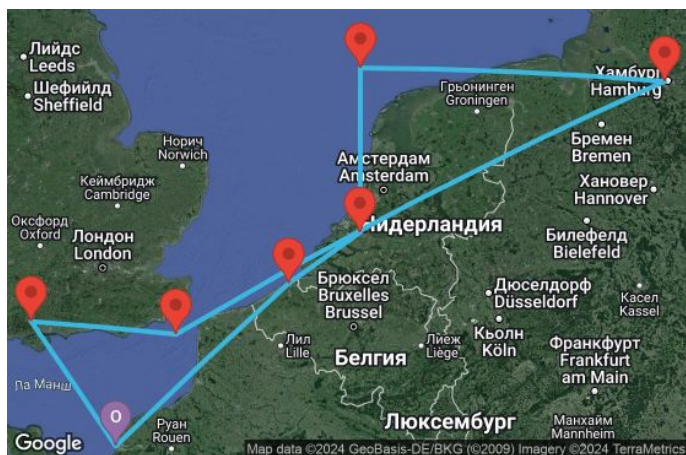 Лийдс
Leeds
Шефийлд
Sheffield
Хамбург
Hamburg
Грьонинген
Groningen
Бремен
Bremen
Норич
Norwich
Амстердам
Amsterdam
Кеймбридж
Cambridge
Хановер
Hannover
Оксфорд
Oxford
Нидерландия
Лондон
London
Билефелд
Bielefeld
Брюксел
Bruxelles
Brussel
Дюселдорф
Düsseldorf
Касел
Kassel
Лил
Lille
Лиеж
Liège
Кьолн
Köln
Белгия
Франкфурт
Frankfurt
am Main
Ла Манш
O
Руан
Rouen
Люксембург
Манхайм
Mannheim
Google
Map data ©2024 GeoBasis-DE/BKG (©2009) Imagery ©2024 TerraMetrics